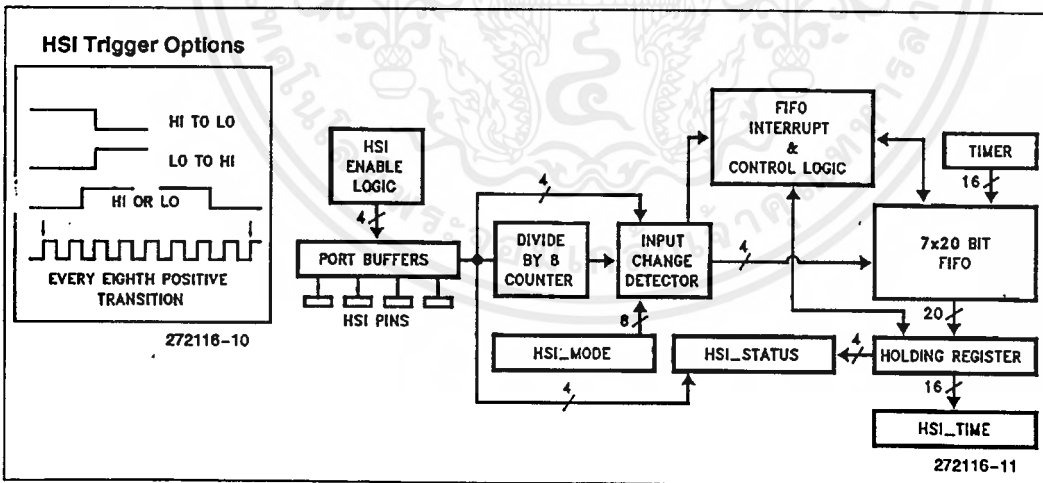 HSI Trigger Options
HI TO LO
LO TO HI
HI OR LO
EVERY EIGHTH POSITIVE
TRANSITION
272116-10
HSI
ENABLE
LOGIC
4
PORT BUFFERS
HSI PINS
4
DIVIDE
BY 8
COUNTER
INPUT
CHANGE
DETECTOR
8
HSI_MODE
4
FIFO
INTERRUPT
&
CONTROL LOGIC
4
TIMER
16
7x20 BIT
FIFO
20
HOLDING REGISTER
4
HSI_STATUS
16
HSI_TIME
272116-11